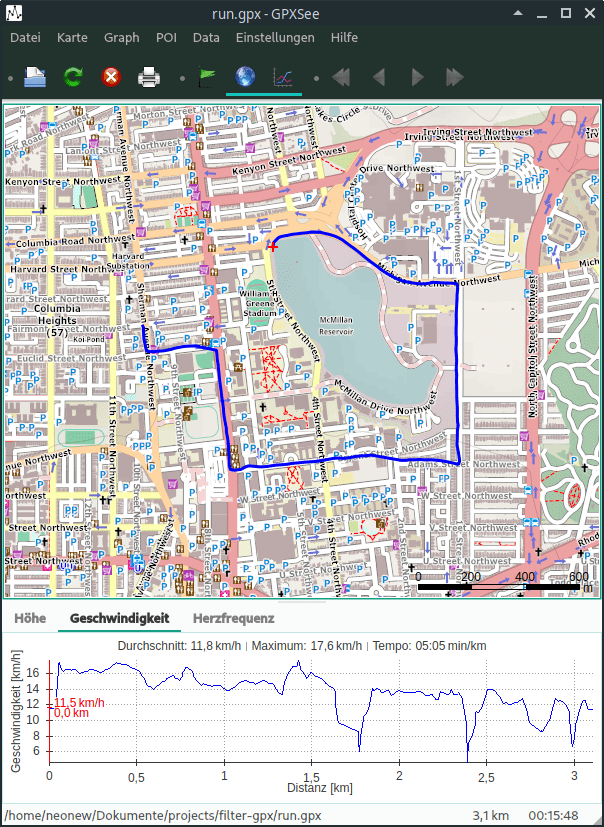 run.gpx - GPXSee
Datei Karte Graph POI Data Einstellungen Hilfe
Morton Street Northwest
Lamont Street Northwest
Irving Street Northwest
Irving Street Northwest
Kenyon Street Northwest
Kenyon Street Northwest
Drive Northwest
Columbia Road Northwest
Harvard
Substation
Harvard Street Northwest
Michigan Avenue Northwest
5th Street Northwest
William H
Greene
Stadium
Columbia
Heights
(57)
McMillan
Reservoir
Sherman Avenue Northwest
Koi Pond
Euclid Street Northwest
9th Street Northwest
11th Street Northwest
McMillan Drive Northwest
4th Street Northwest
North Capitol Street Northwest
Adams Street Northwest
W Street Northwest
V Street Northwest
U Street Northwest
0 200 400 600
m
Höhe Geschwindigkeit Herzfrequenz
Durchschnitt: 11,8 km/h | Maximum: 17,6 km/h | Tempo: 05:05 min/km
Geschwindigkeit [km/h]
16
14
12
10
8
6
11,5 km/h
0,0 km
0 0,5 1 1,5 2 2,5 3
Distanz [km]
/home/neonew/Dokumente/projects/filter-gpx/run.gpx 3,1 km 00:15:48